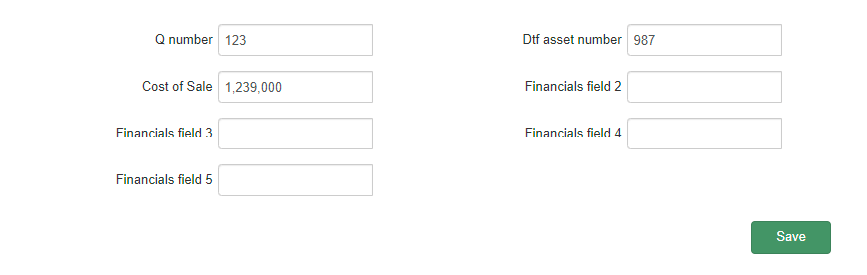 Q number 123 Dtf asset number 987
Cost of Sale 1,239,000 Financials field 2
Financials field 3 Financials field 4
Financials field 5
Save